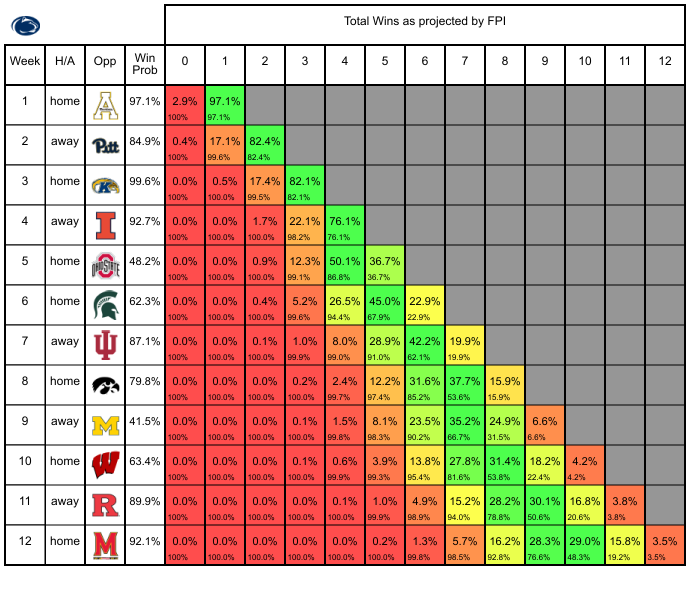 Total Wins as projected by FPI
Week H/A Opp Win Prob 0 1 2 3 4 5 6 7 8 9 10 11 12
1 home A 97.1% 2.9% 97.1%
100% 97.1%
2 away Pitt 84.9% 0.4% 17.1% 82.4%
100% 99.6% 82.4%
3 home K 99.6% 0.0% 0.5% 17.4% 82.1%
100% 100.0% 99.5% 82.1%
4 away I 92.7% 0.0% 0.0% 1.7% 22.1% 76.1%
100% 100.0% 100.0% 98.2% 76.1%
5 home OHIO STATE 48.2% 0.0% 0.0% 0.9% 12.3% 50.1% 36.7%
100% 100.0% 100.0% 99.1% 86.8% 36.7%
6 home 62.3% 0.0% 0.0% 0.4% 5.2% 26.5% 45.0% 22.9%
100% 100.0% 100.0% 99.6% 94.4% 67.9% 22.9%
7 away IU 87.1% 0.0% 0.0% 0.1% 1.0% 8.0% 28.9% 42.2% 19.9%
100% 100.0% 100.0% 99.9% 99.0% 91.0% 62.1% 19.9%
8 home 79.8% 0.0% 0.0% 0.0% 0.2% 2.4% 12.2% 31.6% 37.7% 15.9%
100% 100.0% 100.0% 100.0% 99.7% 97.4% 85.2% 53.6% 15.9%
9 away M 41.5% 0.0% 0.0% 0.0% 0.1% 1.5% 8.1% 23.5% 35.2% 24.9% 6.6%
100% 100.0% 100.0% 100.0% 99.8% 98.3% 90.2% 66.7% 31.5% 6.6%
10 home W 63.4% 0.0% 0.0% 0.0% 0.1% 0.6% 3.9% 13.8% 27.8% 31.4% 18.2% 4.2%
100% 100.0% 100.0% 100.0% 99.9% 99.3% 95.4% 81.6% 53.8% 22.4% 4.2%
11 away R 89.9% 0.0% 0.0% 0.0% 0.0% 0.1% 1.0% 4.9% 15.2% 28.2% 30.1% 16.8% 3.8%
100% 100.0% 100.0% 100.0% 100.0% 99.9% 98.9% 94.0% 78.8% 50.6% 20.6% 3.8%
12 home M 92.1% 0.0% 0.0% 0.0% 0.0% 0.0% 0.2% 1.3% 5.7% 16.2% 28.3% 29.0% 15.8% 3.5%
100% 100.0% 100.0% 100.0% 100.0% 100.0% 99.8% 98.5% 92.8% 76.6% 48.3% 19.2% 3.5%